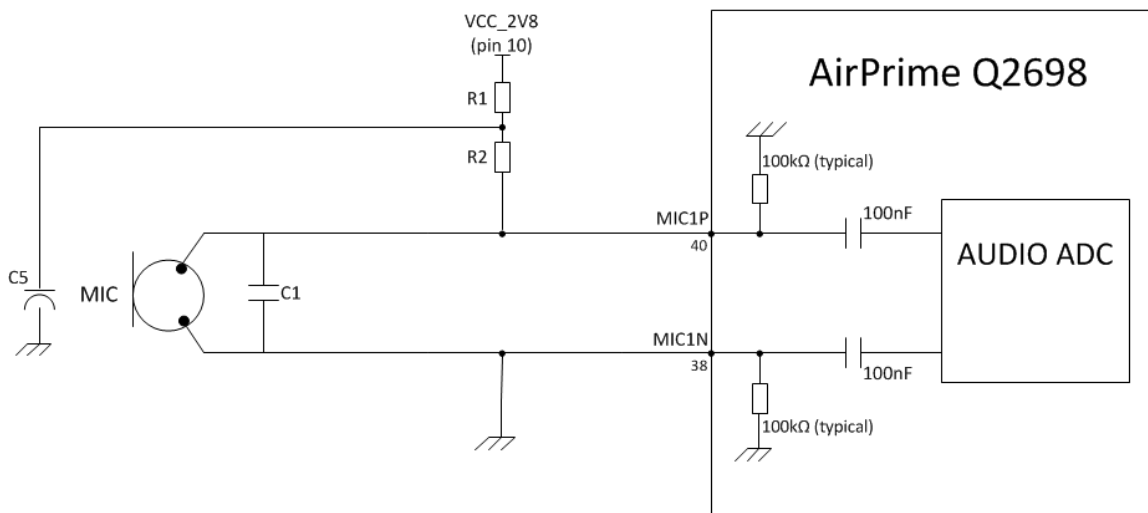 VCC_2V8
(pin 10)
AirPrime Q2698
R1
R2
100kΩ (typical)
MIC1P
40
100nF
AUDIO ADC
C5
MIC
C1
MIC1N
38
100nF
100kΩ (typical)